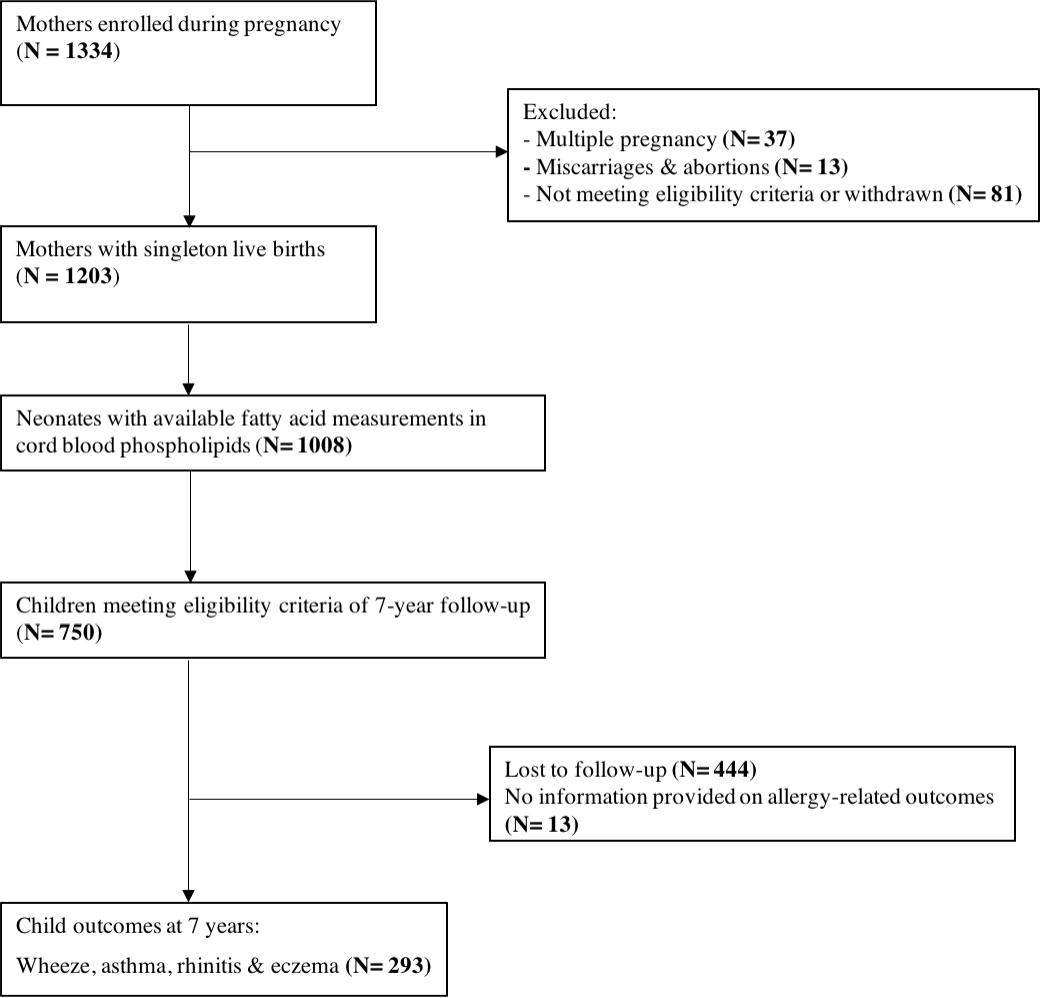 Mothers enrolled during pregnancy
(N = 1334)
Excluded:
- Multiple pregnancy (N= 37)
- Miscarriages & abortions (N= 13)
- Not meeting eligibility criteria or withdrawn (N= 81)
Mothers with singleton live births
(N = 1203)
Neonates with available fatty acid measurements in
cord blood phospholipids (N= 1008)
Children meeting eligibility criteria of 7-year follow-up
(N= 750)
Lost to follow-up (N= 444)
No information provided on allergy-related outcomes
(N= 13)
Child outcomes at 7 years:
Wheeze, asthma, rhinitis & eczema (N= 293)